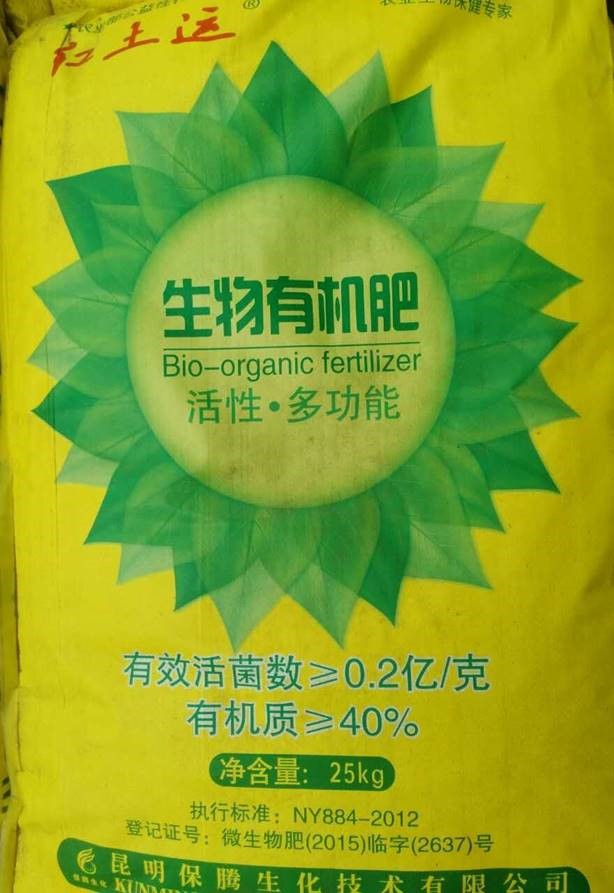 红土运®
农业生物保健专家
生物有机肥
Bio-organic fertilizer
活性·多功能
有效活菌数≥0.2亿/克
有机质≥40%
净含量: 25kg
执行标准: NY884-2012
登记证号: 微生物肥(2015)临字(2637)号
昆明保腾生化技术有限公司